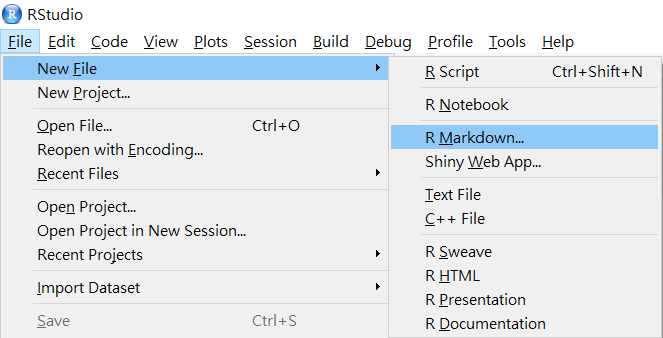 R RStudio
File Edit Code View Plots Session Build Debug Profile Tools Help
New File
New Project...
Open File... Ctrl+O
Reopen with Encoding...
Recent Files
Open Project...
Open Project in New Session...
Recent Projects
Import Dataset
Save Ctrl+S
R Script Ctrl+Shift+N
R Notebook
R Markdown...
Shiny Web App...
Text File
C++ File
R Sweave
R HTML
R Presentation
R Documentation